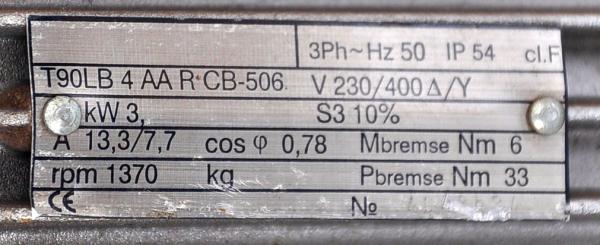 3Ph~Hz 50 IP 54 cl.F
T90LB 4 AA R·CB-506. V 230/400 Δ/Y
kW 3, S3 10%
A 13,3/7,7 cos φ 0,78 Mbremse Nm 6
rpm 1370 kg Pbremse Nm 33
CE №